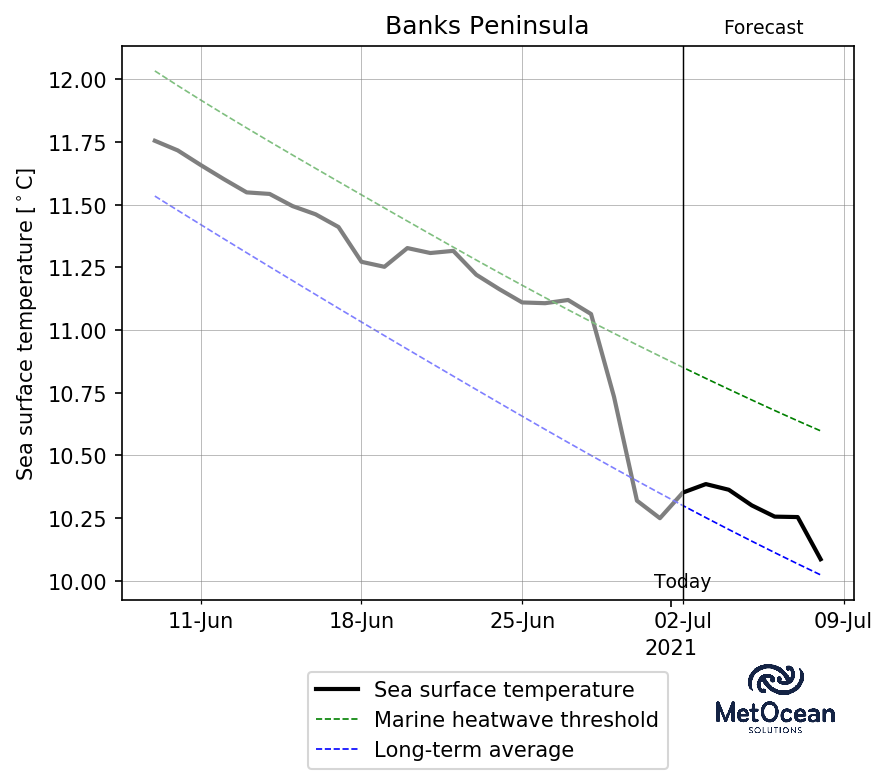 Banks Peninsula
Forecast
Sea surface temperature [°C]
12.00
11.75
11.50
11.25
11.00
10.75
10.50
10.25
10.00
Today
11-Jun
18-Jun
25-Jun
02-Jul
09-Jul
2021
Sea surface temperature
Marine heatwave threshold
Long-term average
MetOcean
SOLUTIONS